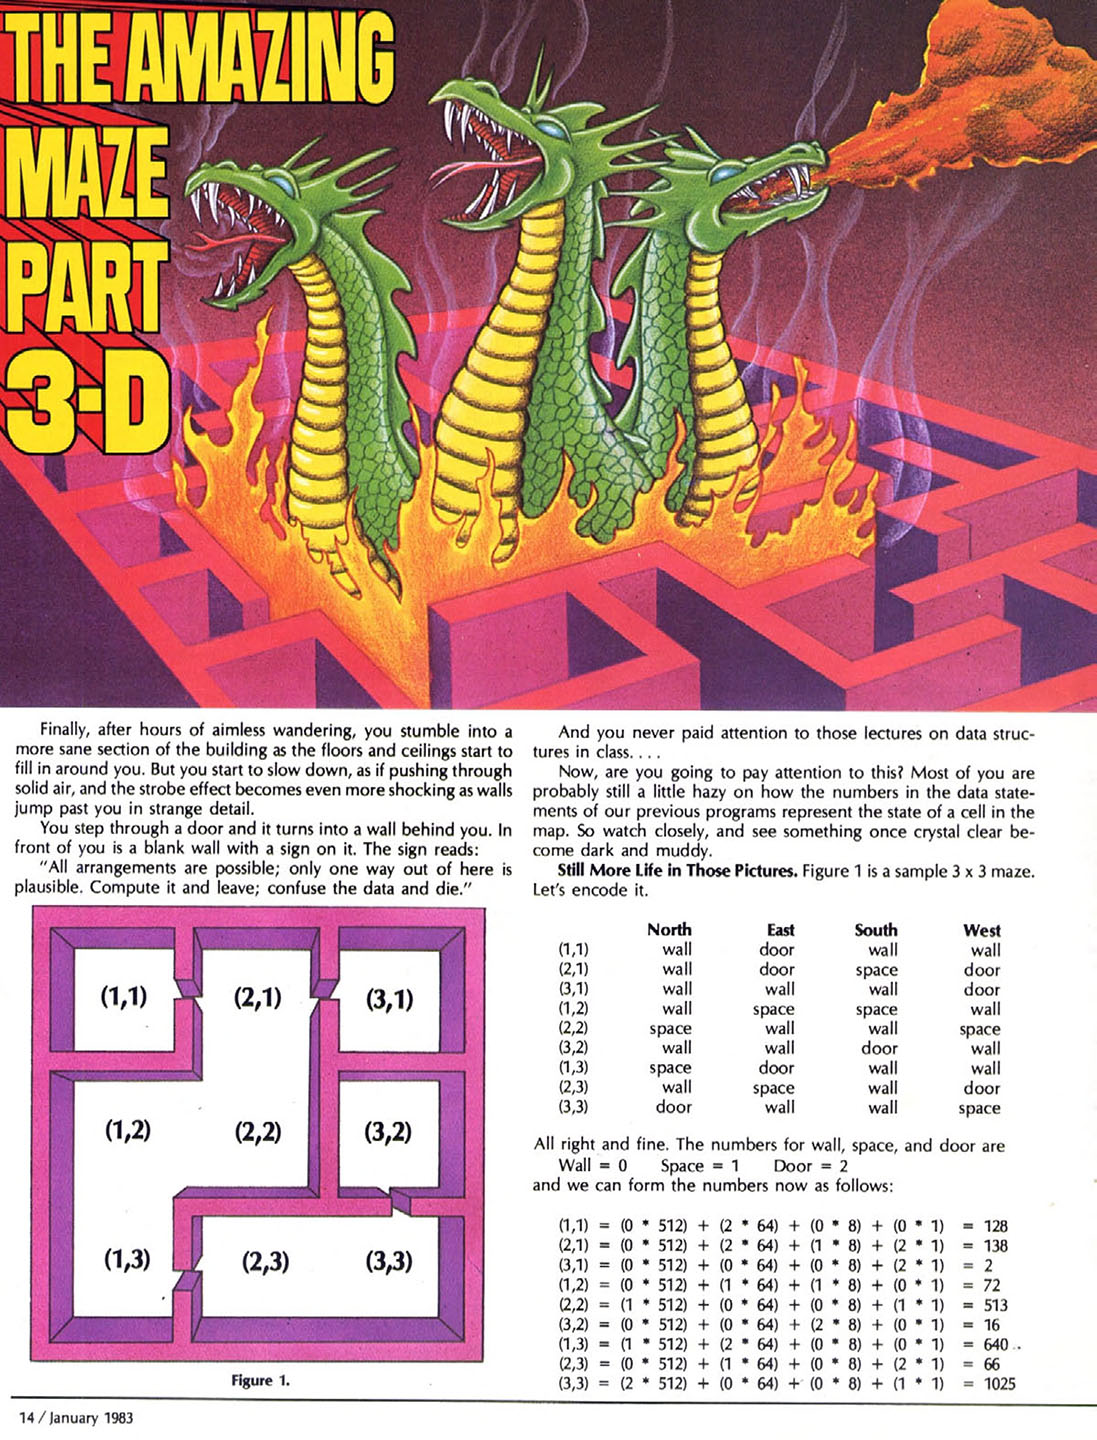 THE AMAZING
MAZE
PART
3-D
Finally, after hours of aimless wandering, you stumble into a
more sane section of the building as the floors and ceilings start to
fill in around you. But you start to slow down, as if pushing through
solid air, and the strobe effect becomes even more shocking as walls
jump past you in strange detail.
You step through a door and it turns into a wall behind you. In
front of you is a blank wall with a sign on it. The sign reads:
"All arrangements are possible; only one way out of here is
plausible. Compute it and leave; confuse the data and die."
(1,1) (2,1) (3,1)
(1,2) (2,2) (3,2)
(1,3) (2,3) (3,3)
Figure 1.
And you never paid attention to those lectures on data struc-
tures in class. . . .
Now, are you going to pay attention to this? Most of you are
probably still a little hazy on how the numbers in the data state-
ments of our previous programs represent the state of a cell in the
map. So watch closely, and see something once crystal clear be-
come dark and muddy.
Still More Life in Those Pictures. Figure 1 is a sample 3 x 3 maze.
Let's encode it.
North East South West
(1,1) wall door wall wall
(2,1) wall door space door
(3,1) wall wall wall door
(1,2) wall space space wall
(2,2) space wall wall space
(3,2) wall wall door wall
(1,3) space door wall wall
(2,3) wall space wall door
(3,3) door wall wall space
All right and fine. The numbers for wall, space, and door are
Wall = 0 Space = 1 Door = 2
and we can form the numbers now as follows:
(1,1) = (0 * 512) + (2 * 64) + (0 * 8) + (0 * 1) = 128
(2,1) = (0 * 512) + (2 * 64) + (1 * 8) + (2 * 1) = 138
(3,1) = (0 * 512) + (0 * 64) + (0 * 8) + (2 * 1) = 2
(1,2) = (0 * 512) + (1 * 64) + (1 * 8) + (0 * 1) = 72
(2,2) = (1 * 512) + (0 * 64) + (0 * 8) + (1 * 1) = 513
(3,2) = (0 * 512) + (0 * 64) + (2 * 8) + (0 * 1) = 16
(1,3) = (1 * 512) + (2 * 64) + (0 * 8) + (0 * 1) = 640
(2,3) = (0 * 512) + (1 * 64) + (0 * 8) + (2 * 1) = 66
(3,3) = (2 * 512) + (0 * 64) + (0 * 8) + (1 * 1) = 1025
14 / January 1983